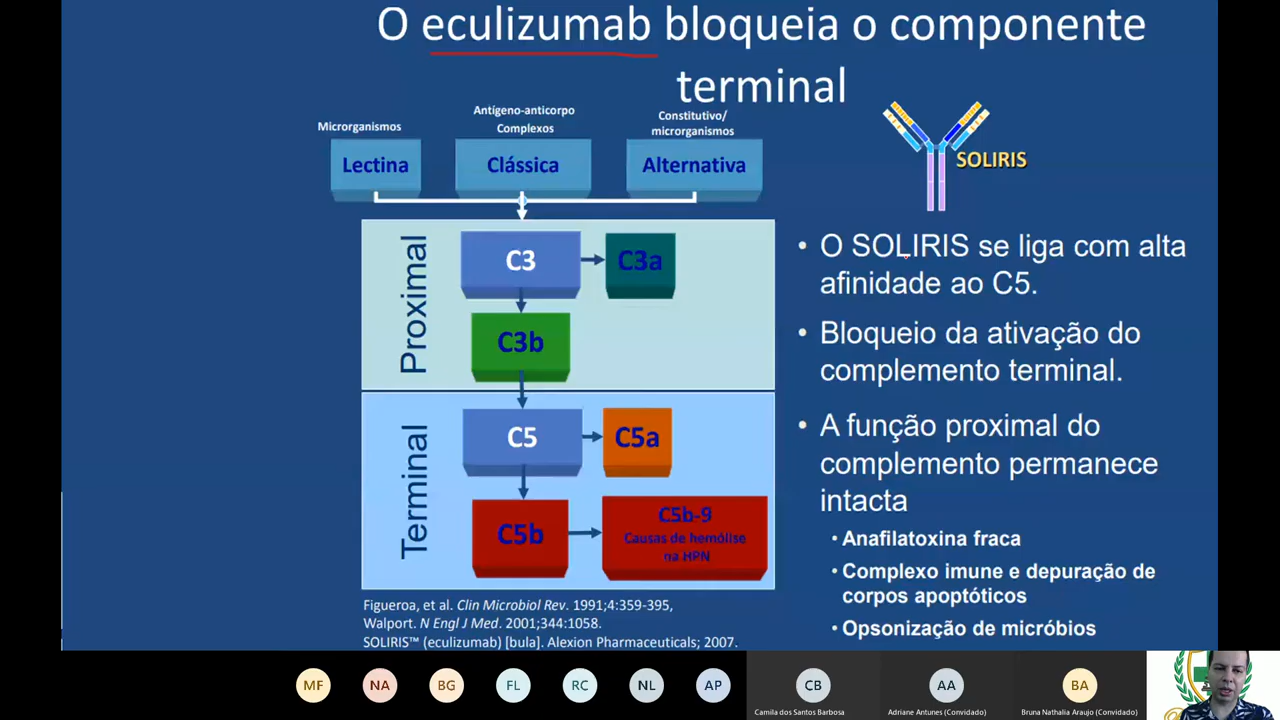 O eculizumab bloqueia o componente
terminal
Microrganismos
Antígeno-anticorpo
Complexos
Constitutivo/
microrganismos
Lectina
Clássica
Alternativa
SOLIRIS
Proximal
C3
C3a
C3b
Terminal
C5
C5a
C5b
C5b-9
Causas de hemólise
na HPN
• O SOLIRIS se liga com alta
afinidade ao C5.
• Bloqueio da ativação do
complemento terminal.
• A função proximal do
complemento permanece
intacta
• Anafilatoxina fraca
• Complexo imune e depuração de
corpos apoptóticos
• Opsonização de micróbios
Figueroa, et al. Clin Microbiol Rev. 1991;4:359-395,
Walport. N Engl J Med. 2001;344:1058.
SOLIRIS™ (eculizumab) [bula]. Alexion Pharmaceuticals; 2007.
MF
NA
BG
FL
RC
NL
AP
CB
AA
BA
Camila dos Santos Barbosa
Adriane Antunes (Convidado)
Bruna Nathalia Araujo (Convidado)